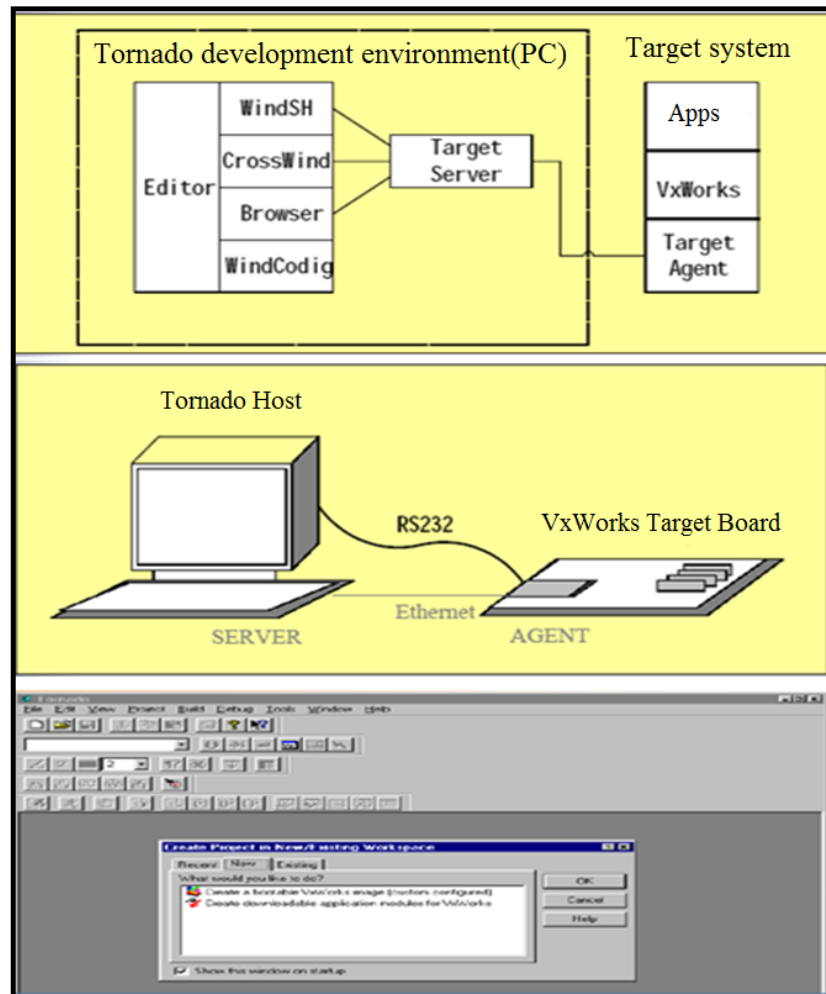 Tornado development environment(PC)
Target system
Editor
WindSH
CrossWind
Browser
WindCodig
Target
Server
Apps
VxWorks
Target
Agent
Tornado Host
RS232
VxWorks Target Board
Ethernet
SERVER
AGENT
Tornado
File Edit View Project Build Debug Tools Window Help
2
Create Project in New/Existing Workspace
Recent New Existing
What would you like to do?
Create a bootable VxWorks image (custom configured)
Create downloadable application modules for VxWorks
OK
Cancel
Help
Show this window on startup